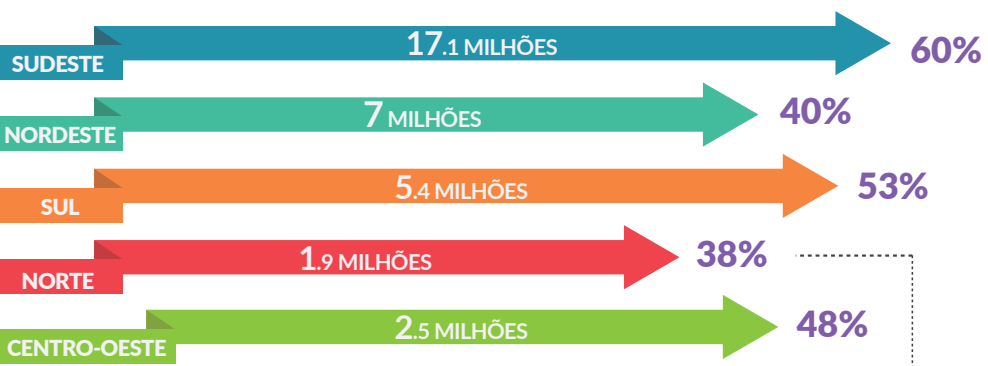 SUDESTE 17.1 MILHÕES 60%
NORDESTE 7 MILHÕES 40%
SUL 5.4 MILHÕES 53%
NORTE 1.9 MILHÕES 38%
CENTRO-OESTE 2.5 MILHÕES 48%